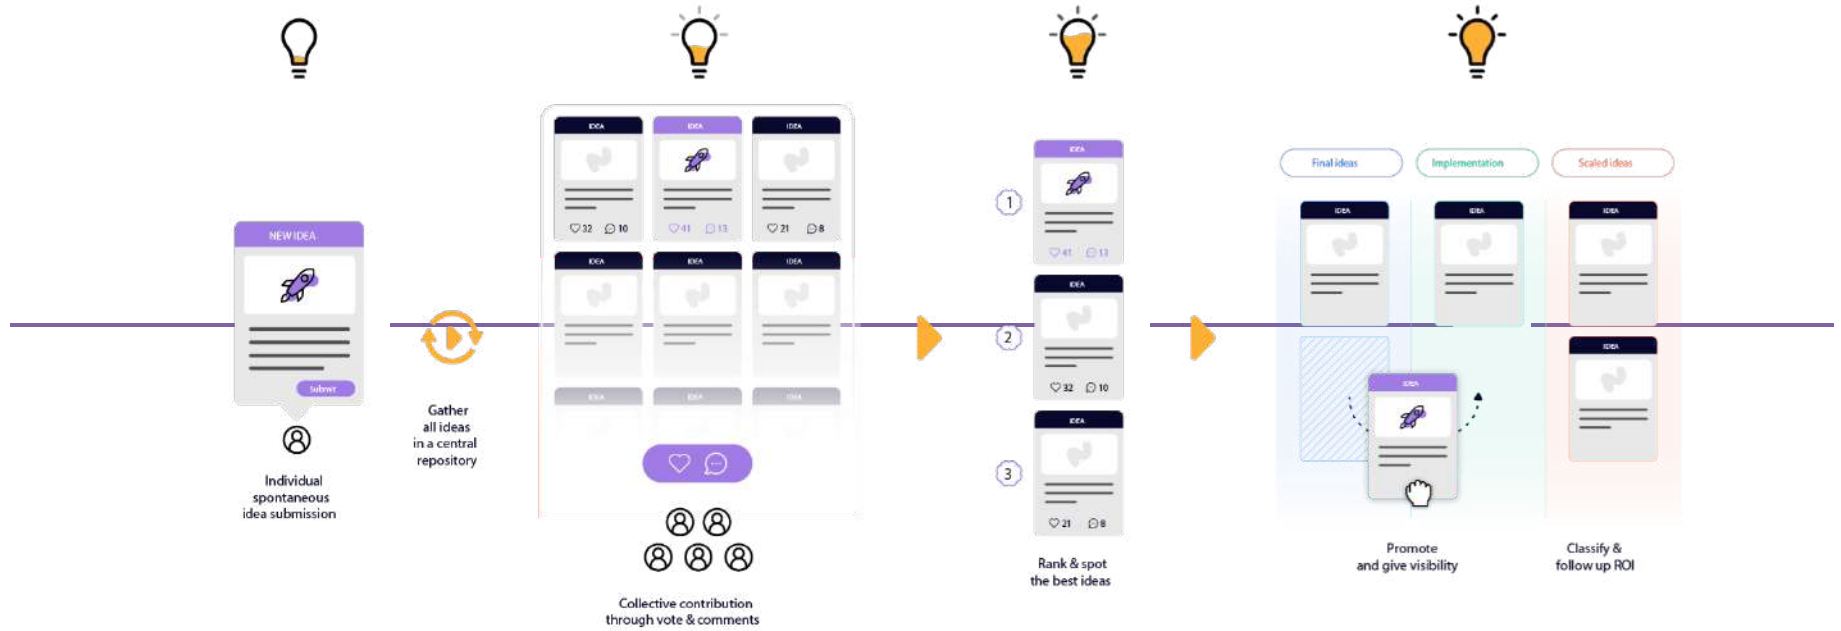 NEW IDEA
Submit
Individual
spontaneous
idea submission
Gather
all ideas
in a central
repository
IDEA
IDEA
IDEA
32 10
41 13
21 8
IDEA
IDEA
IDEA
IDEA
IDEA
IDEA
Collective contribution
through vote & comments
1
IDEA
41 13
2
IDEA
32 10
3
IDEA
21 8
Rank & spot
the best ideas
Final ideas
Implementation
Scaled ideas
IDEA
IDEA
IDEA
IDEA
IDEA
Promote
and give visibility
Classify &
follow up ROI